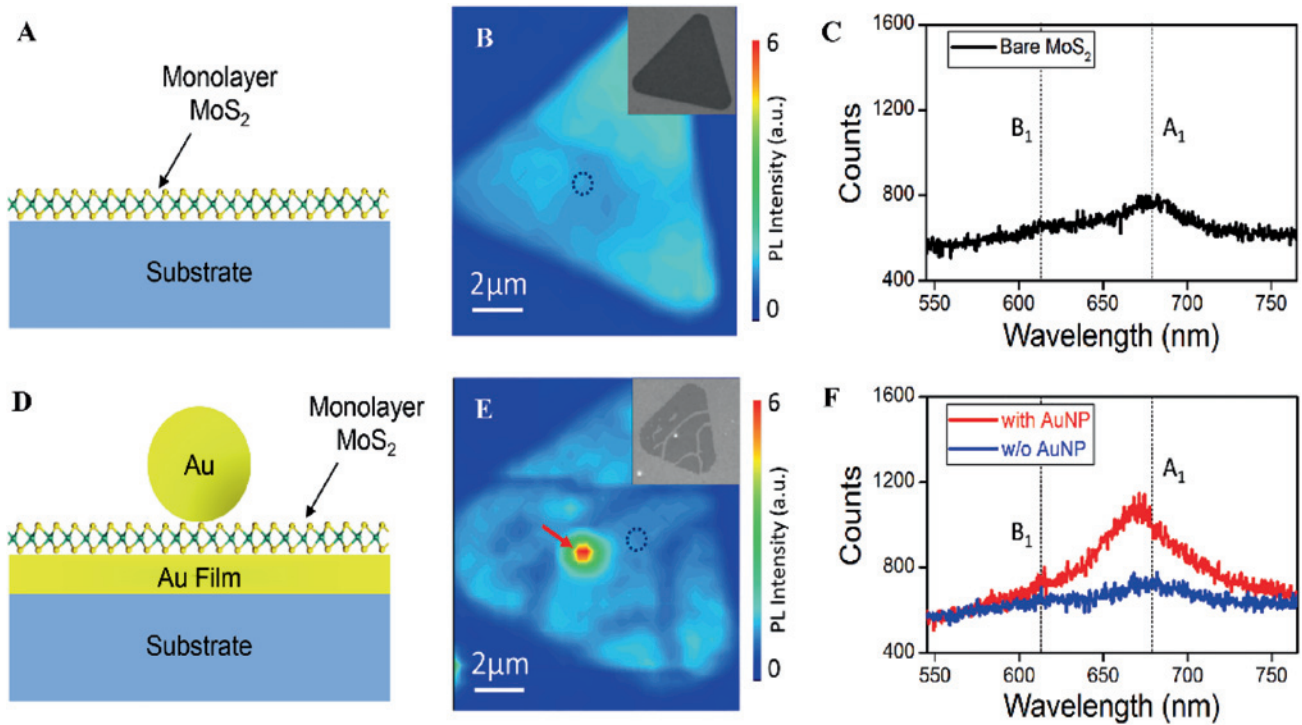 A
Monolayer
MoS₂
Substrate
B
2μm
6
PL Intensity (a.u.)
0
C
1600
1200
800
400
Counts
Bare MoS₂
B₁
A₁
550
600
650
700
750
Wavelength (nm)
D
Au
Monolayer
MoS₂
Au Film
Substrate
E
2μm
6
PL Intensity (a.u.)
0
F
1600
1200
800
400
Counts
with AuNP
w/o AuNP
B₁
A₁
550
600
650
700
750
Wavelength (nm)